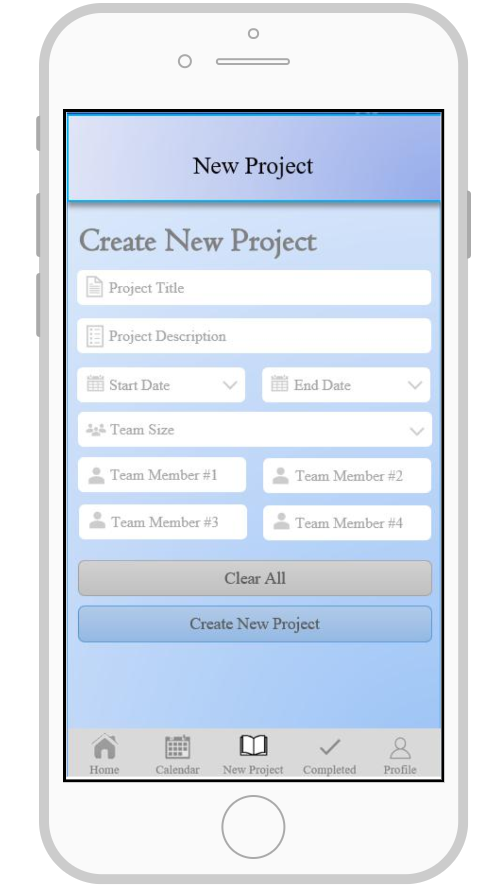 New Project
Create New Project
Project Title
Project Description
Start Date
End Date
Team Size
Team Member #1
Team Member #2
Team Member #3
Team Member #4
Clear All
Create New Project
Home
Calendar
New Project
Completed
Profile